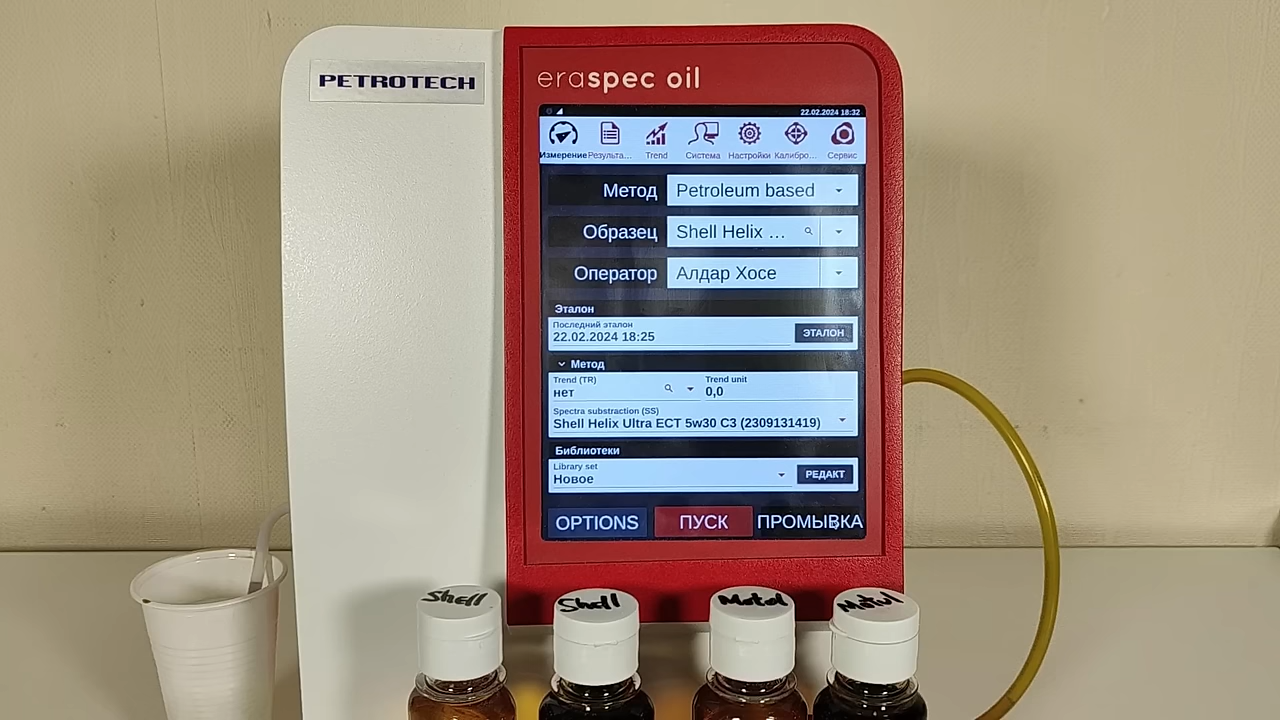 PETROTECH
eraspec oil
22.02.2024 18:32
Измерение Результа... Trend Система Настройки Калибро... Сервис
Метод Petroleum based
Образец Shell Helix ...
Оператор Алдар Хосе
Эталон
Последний эталон
22.02.2024 18:25 ЭТАЛОН
Метод
Trend (TR) Trend unit
нет 0,0
Spectra substraction (SS)
Shell Helix Ultra ECT 5w30 C3 (2309131419)
Библиотеки
Library set
Новое РЕДАКТ
OPTIONS ПУСК ПРОМЫВКА
Shell Shell Motul Motul